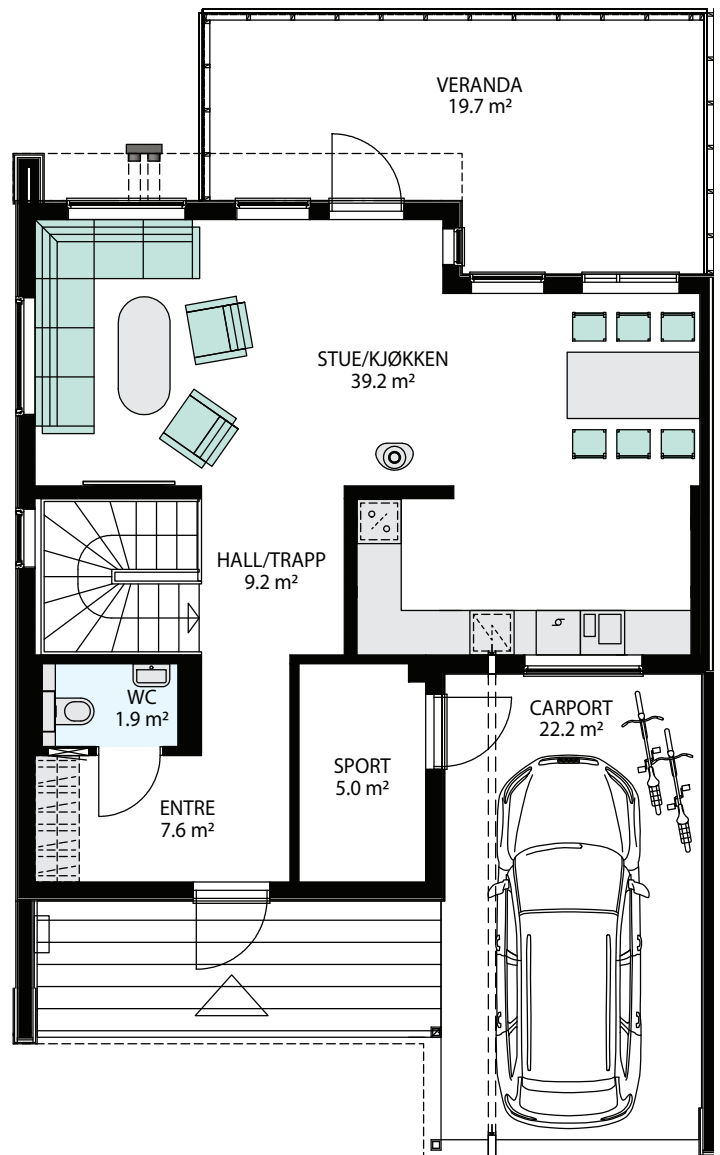 VERANDA
19.7 m²
STUE/KJØKKEN
39.2 m²
HALL/TRAPP
9.2 m²
WC
1.9 m²
CARPORT
22.2 m²
SPORT
5.0 m²
ENTRE
7.6 m²